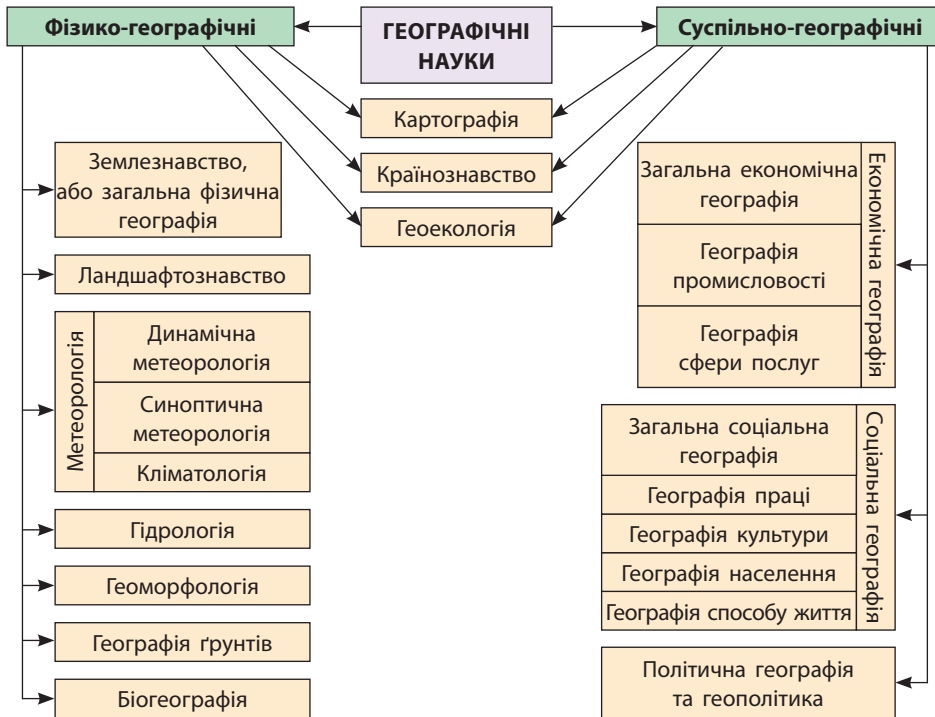 Фізико-географічні
ГЕОГРАФІЧНІ
НАУКИ
Суспільно-географічні
Картографія
Країнознавство
Геоекологія
Землезнавство,
або загальна фізична
географія
Ландшафтознавство
Метеорологія
Динамічна
метеорологія
Синоптична
метеорологія
Кліматологія
Гідрологія
Геоморфологія
Географія ґрунтів
Біогеографія
Загальна економічна
географія
Географія
промисловості
Географія
сфери послуг
Економічна географія
Загальна соціальна
географія
Географія праці
Географія культури
Географія населення
Географія способу життя
Соціальна географія
Політична географія
та геополітика